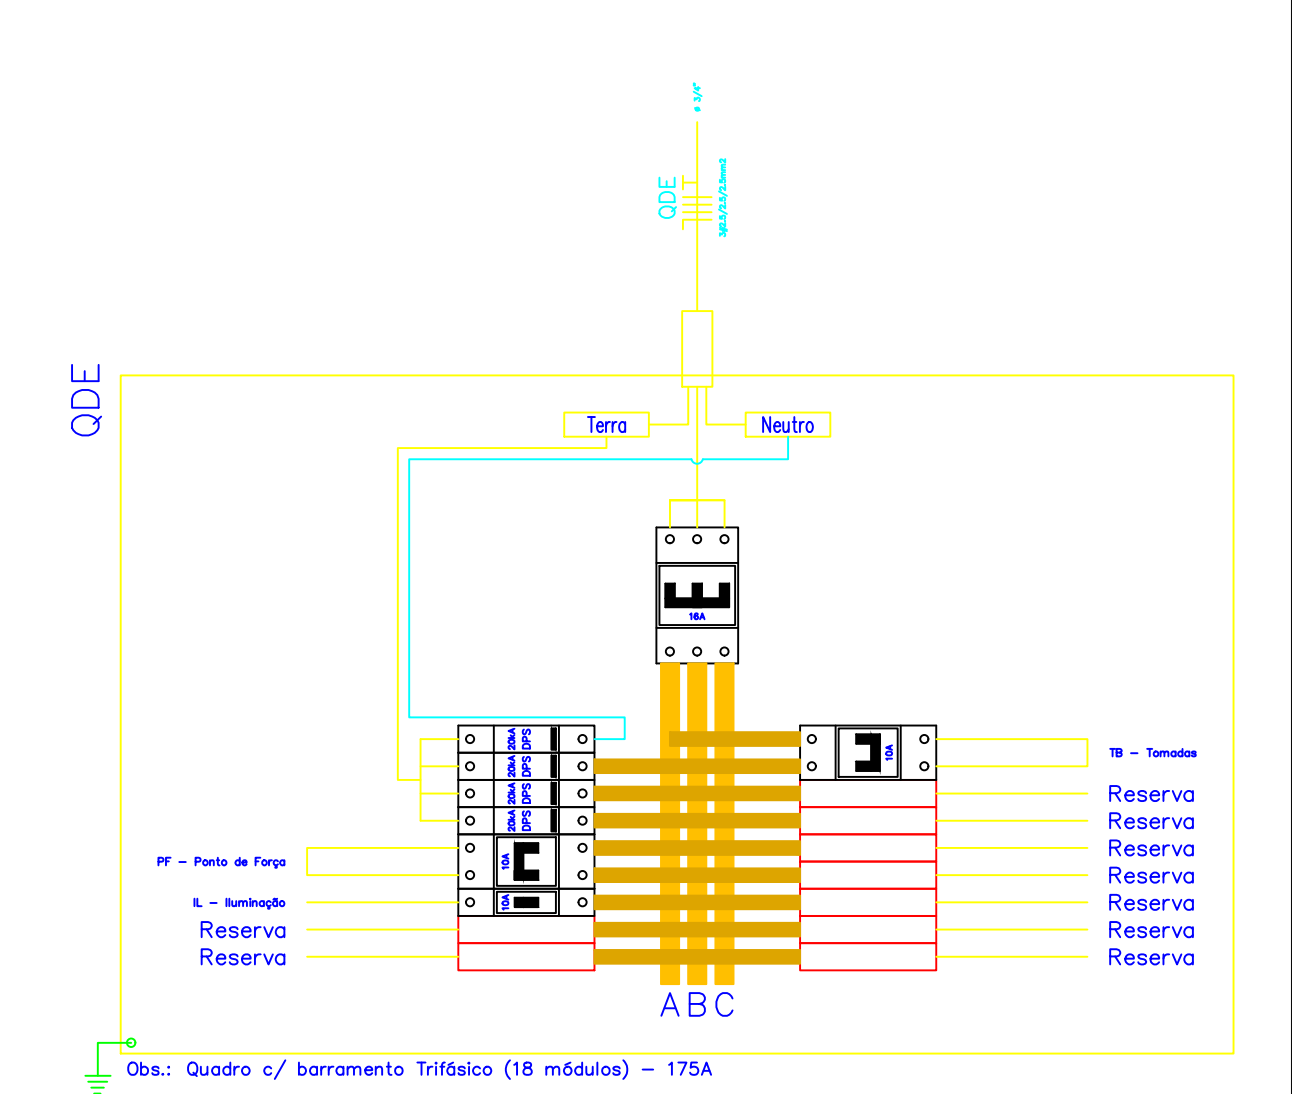 ø 3/4"
QDE
3#2.5/2.5/2.5mm2
QDE
Terra
Neutro
16A
20kA DPS
20kA DPS
20kA DPS
20kA DPS
10A
10A
10A
TB - Tomadas
Reserva
Reserva
Reserva
Reserva
Reserva
Reserva
Reserva
PF - Ponto de Força
IL - Iluminação
Reserva
Reserva
A B C
Obs.: Quadro c/ barramento Trifásico (18 módulos) - 175A